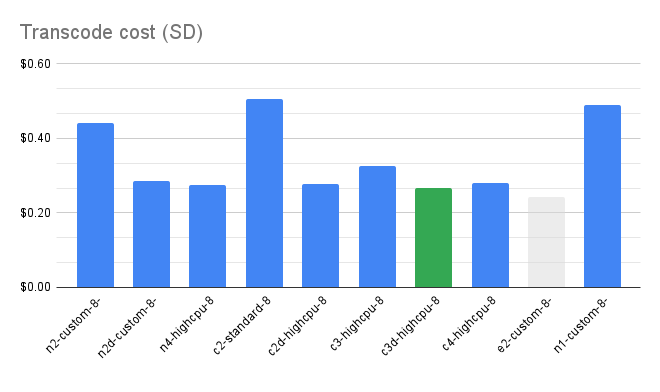 Transcode cost (SD)
$0.60
$0.40
$0.20
$0.00
n2-custom-8-
n2d-custom-8-
n4-highcpu-8
c2-standard-8
c2d-highcpu-8
c3-highcpu-8
c3d-highcpu-8
c4-highcpu-8
e2-custom-8-
n1-custom-8-